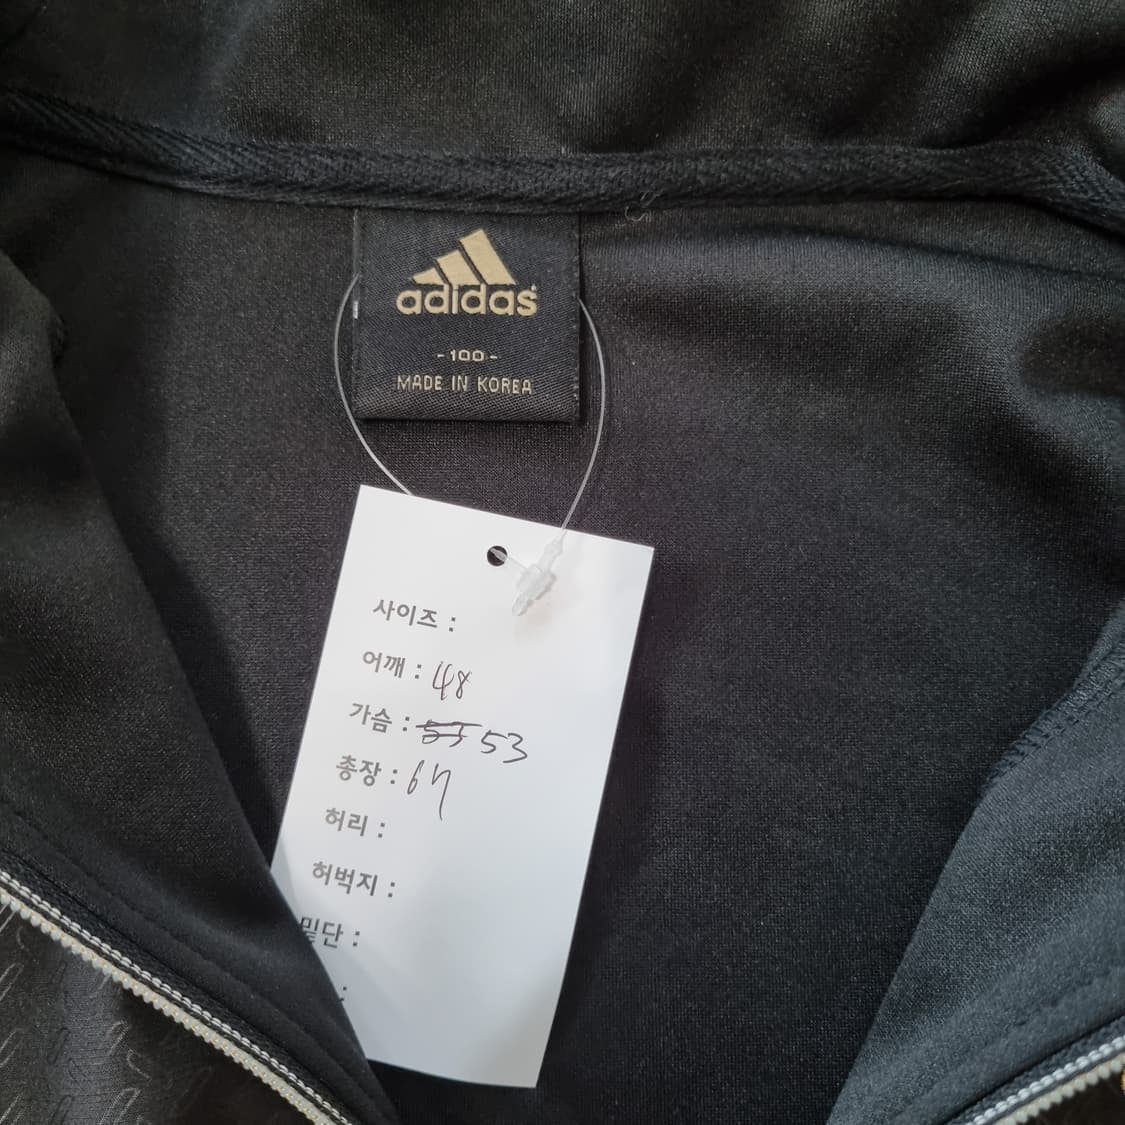 adidas
- 100 -
MADE IN KOREA
사이즈 :
어깨 : 48
가슴 : 53
총장 : 67
허리 :
허벅지 :
밑단 :
: